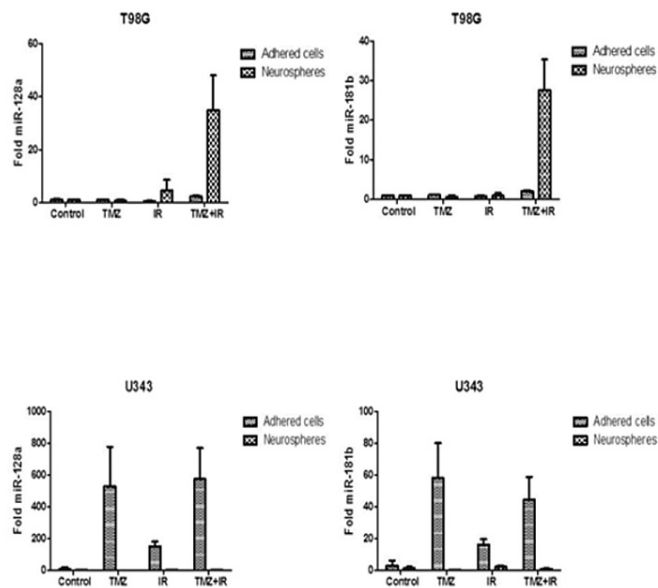 T98G
Fold miR-128a
60
40
20
0
Control TMZ IR TMZ+IR
Adhered cells
Neurospheres
T98G
Fold miR-181b
40
30
20
10
0
Control TMZ IR TMZ+IR
Adhered cells
Neurospheres
U343
Fold miR-128a
1000
800
600
400
200
0
Control TMZ IR TMZ+IR
Adhered cells
Neurospheres
U343
Fold miR-181b
100
80
60
40
20
0
Control TMZ IR TMZ+IR
Adhered cells
Neurospheres